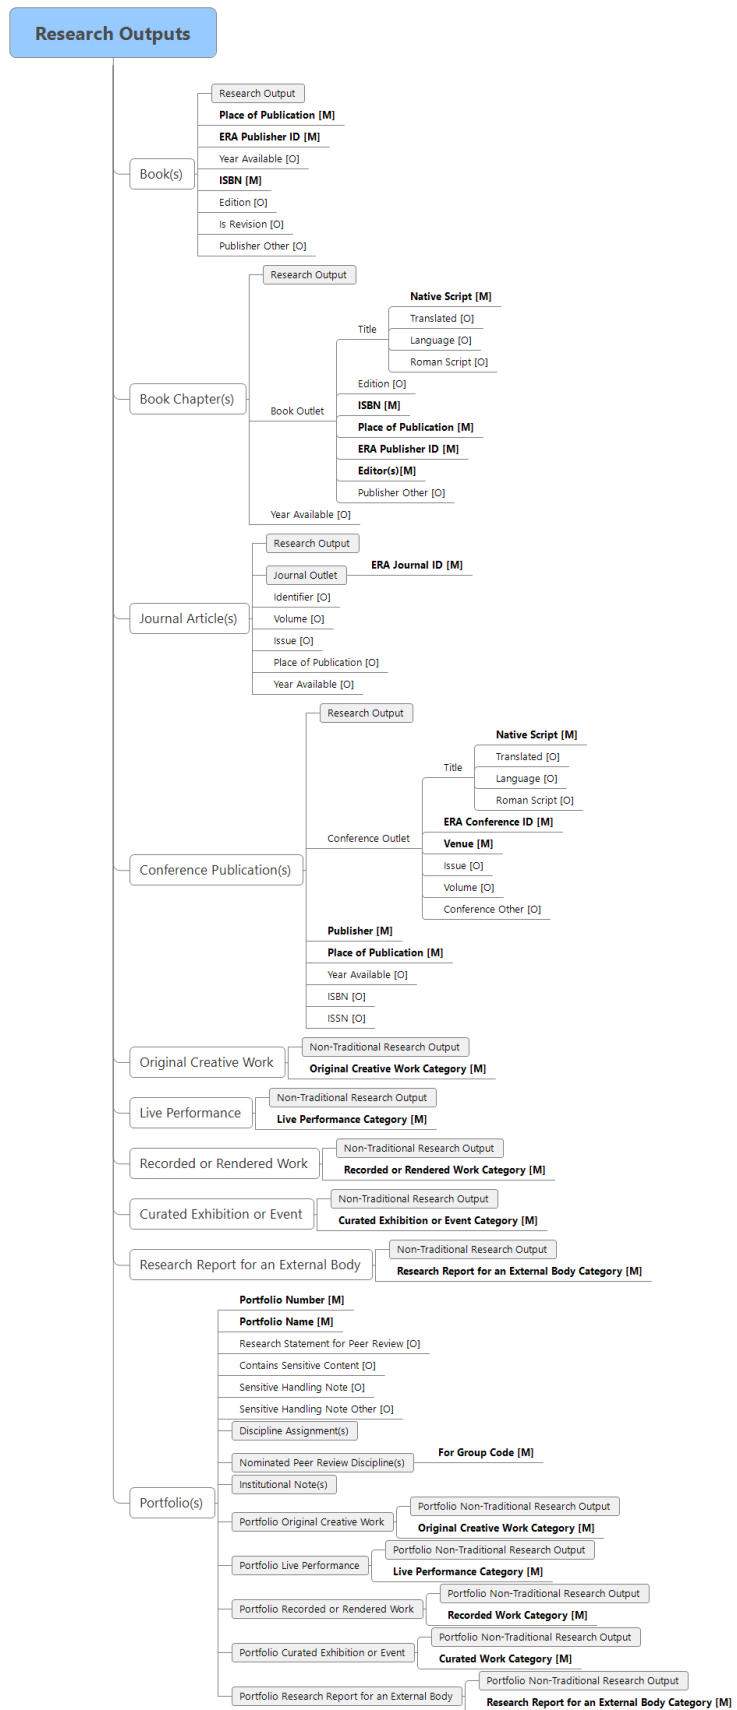 Research Outputs
Book(s)
Research Output
Place of Publication [M]
ERA Publisher ID [M]
Year Available [O]
ISBN [M]
Edition [O]
Is Revision [O]
Publisher Other [O]
Book Chapter(s)
Research Output
Book Outlet
Title
Native Script [M]
Translated [O]
Language [O]
Roman Script [O]
Edition [O]
ISBN [M]
Place of Publication [M]
ERA Publisher ID [M]
Editor(s)[M]
Publisher Other [O]
Year Available [O]
Journal Article(s)
Research Output
Journal Outlet
ERA Journal ID [M]
Identifier [O]
Volume [O]
Issue [O]
Place of Publication [O]
Year Available [O]
Conference Publication(s)
Research Output
Conference Outlet
Title
Native Script [M]
Translated [O]
Language [O]
Roman Script [O]
ERA Conference ID [M]
Venue [M]
Issue [O]
Volume [O]
Conference Other [O]
Publisher [M]
Place of Publication [M]
Year Available [O]
ISBN [O]
ISSN [O]
Original Creative Work
Non-Traditional Research Output
Original Creative Work Category [M]
Live Performance
Non-Traditional Research Output
Live Performance Category [M]
Recorded or Rendered Work
Non-Traditional Research Output
Recorded or Rendered Work Category [M]
Curated Exhibition or Event
Non-Traditional Research Output
Curated Exhibition or Event Category [M]
Research Report for an External Body
Non-Traditional Research Output
Research Report for an External Body Category [M]
Portfolio(s)
Portfolio Number [M]
Portfolio Name [M]
Research Statement for Peer Review [O]
Contains Sensitive Content [O]
Sensitive Handling Note [O]
Sensitive Handling Note Other [O]
Discipline Assignment(s)
Nominated Peer Review Discipline(s)
For Group Code [M]
Institutional Note(s)
Portfolio Original Creative Work
Portfolio Non-Traditional Research Output
Original Creative Work Category [M]
Portfolio Live Performance
Portfolio Non-Traditional Research Output
Live Performance Category [M]
Portfolio Recorded or Rendered Work
Portfolio Non-Traditional Research Output
Recorded Work Category [M]
Portfolio Curated Exhibition or Event
Portfolio Non-Traditional Research Output
Curated Work Category [M]
Portfolio Research Report for an External Body
Portfolio Non-Traditional Research Output
Research Report for an External Body Category [M]